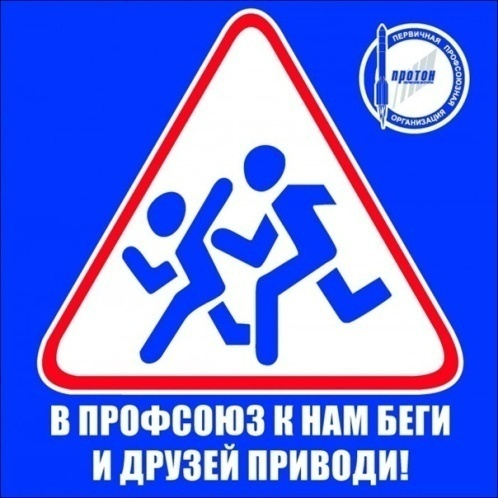 ПЕРВИЧНАЯ ПРОФСОЮЗНАЯ
ПРОТОН
ОРГАНИЗАЦИЯ
В ПРОФСОЮЗ К НАМ БЕГИ
И ДРУЗЕЙ ПРИВОДИ!